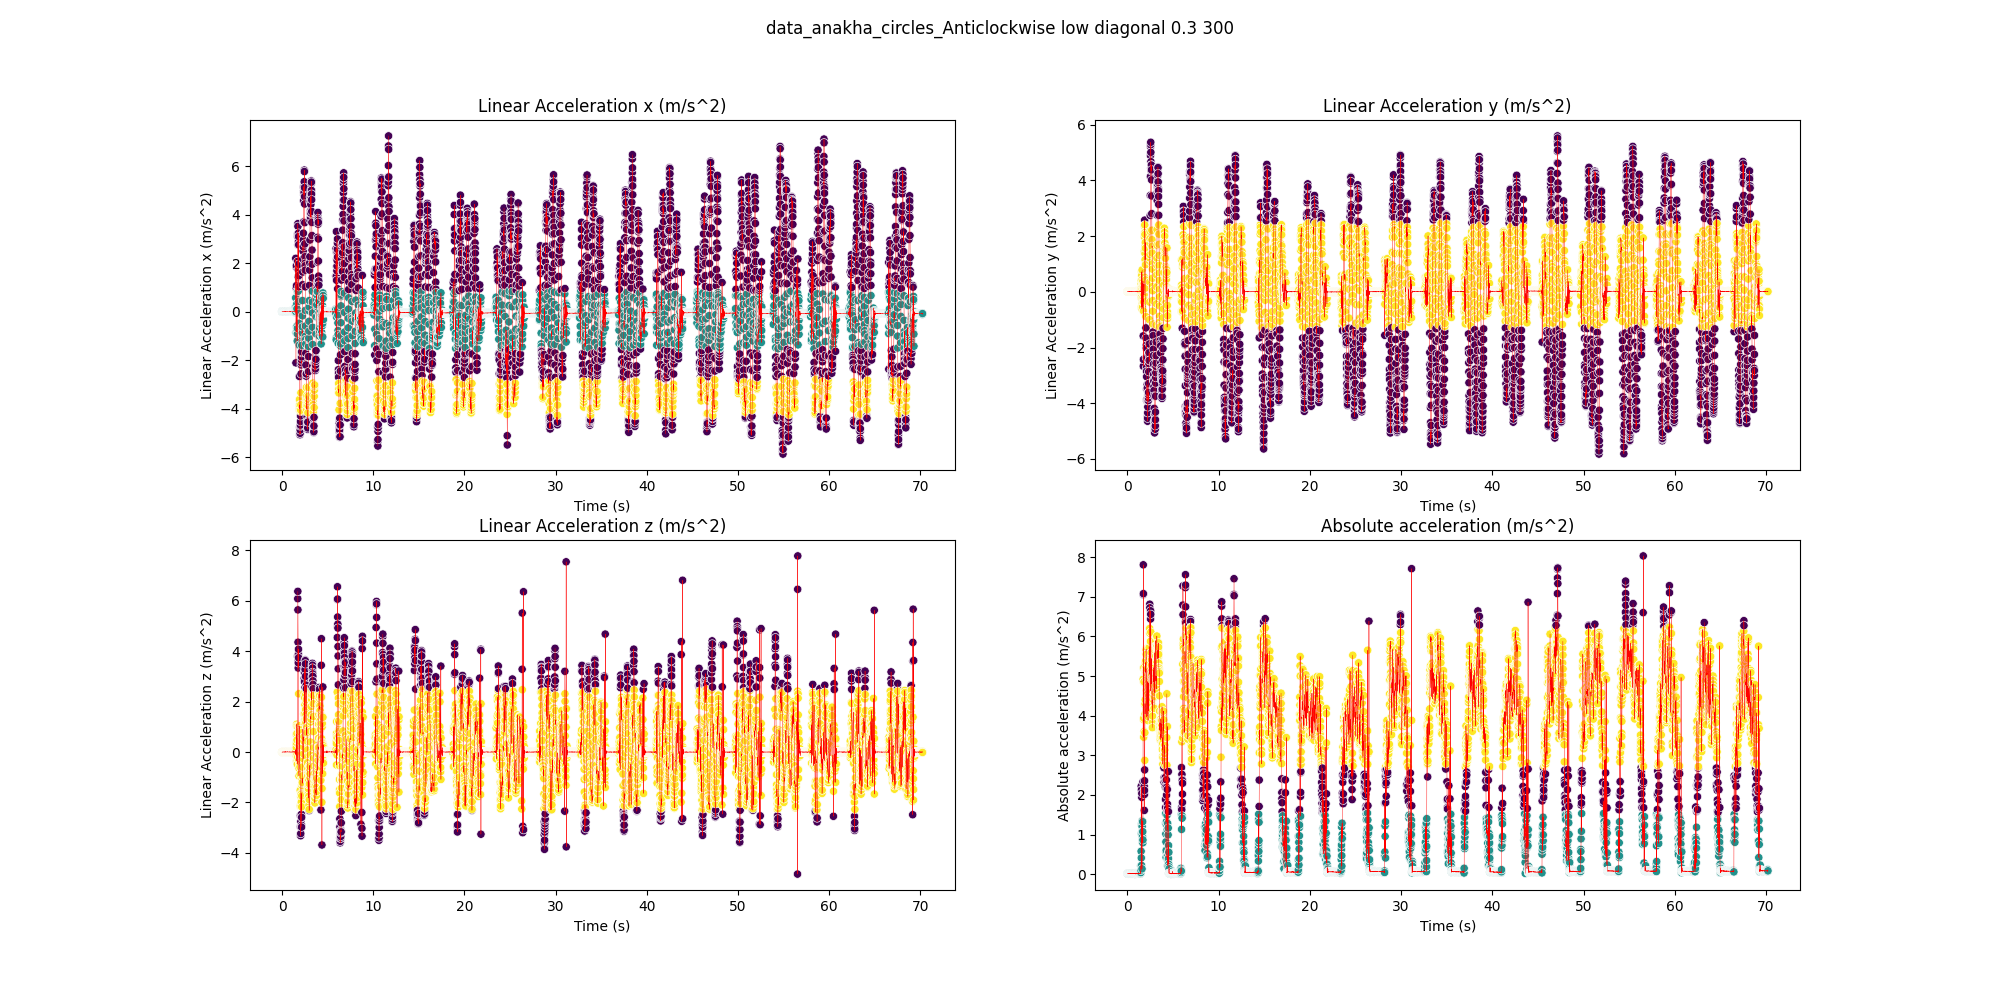 data_anakha_circles_Anticlockwise low diagonal 0.3 300
Linear Acceleration x (m/s^2)
Linear Acceleration x (m/s^2)
6
4
2
0
−2
−4
−6
0 10 20 30 40 50 60 70
Time (s)
Linear Acceleration y (m/s^2)
Linear Acceleration y (m/s^2)
6
4
2
0
−2
−4
−6
0 10 20 30 40 50 60 70
Time (s)
Linear Acceleration z (m/s^2)
Linear Acceleration z (m/s^2)
8
6
4
2
0
−2
−4
0 10 20 30 40 50 60 70
Time (s)
Absolute acceleration (m/s^2)
Absolute acceleration (m/s^2)
8
7
6
5
4
3
2
1
0
0 10 20 30 40 50 60 70
Time (s)